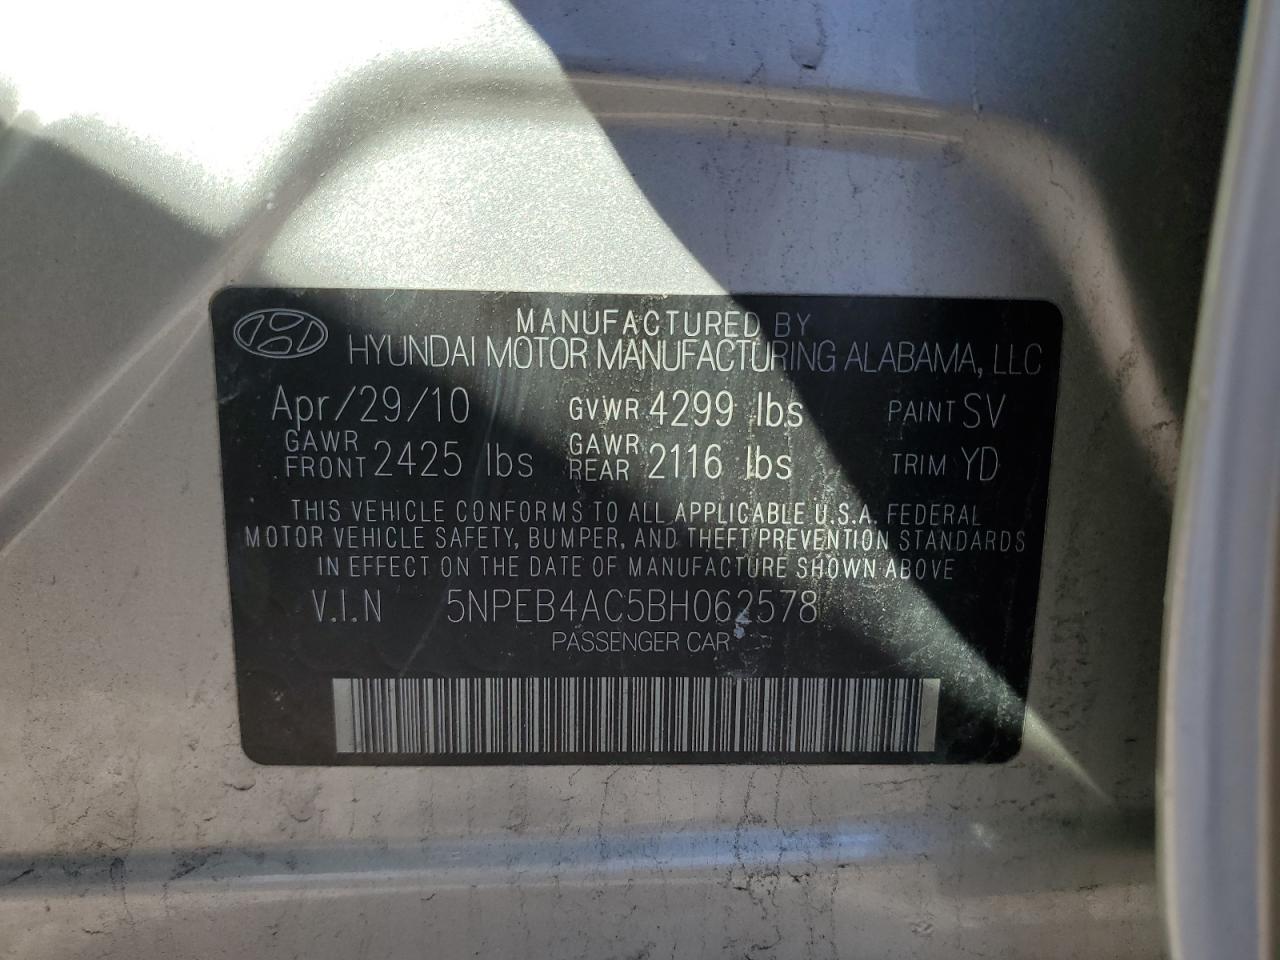 MANUFACTURED BY
HYUNDAI MOTOR MANUFACTURING ALABAMA, LLC
Apr/29/10 GVWR 4299 lbs PAINT SV
GAWR FRONT 2425 lbs GAWR REAR 2116 lbs TRIM YD
THIS VEHICLE CONFORMS TO ALL APPLICABLE U.S.A. FEDERAL
MOTOR VEHICLE SAFETY, BUMPER, AND THEFT PREVENTION STANDARDS
IN EFFECT ON THE DATE OF MANUFACTURE SHOWN ABOVE
V.I.N 5NPEB4AC5BH062578
PASSENGER CAR